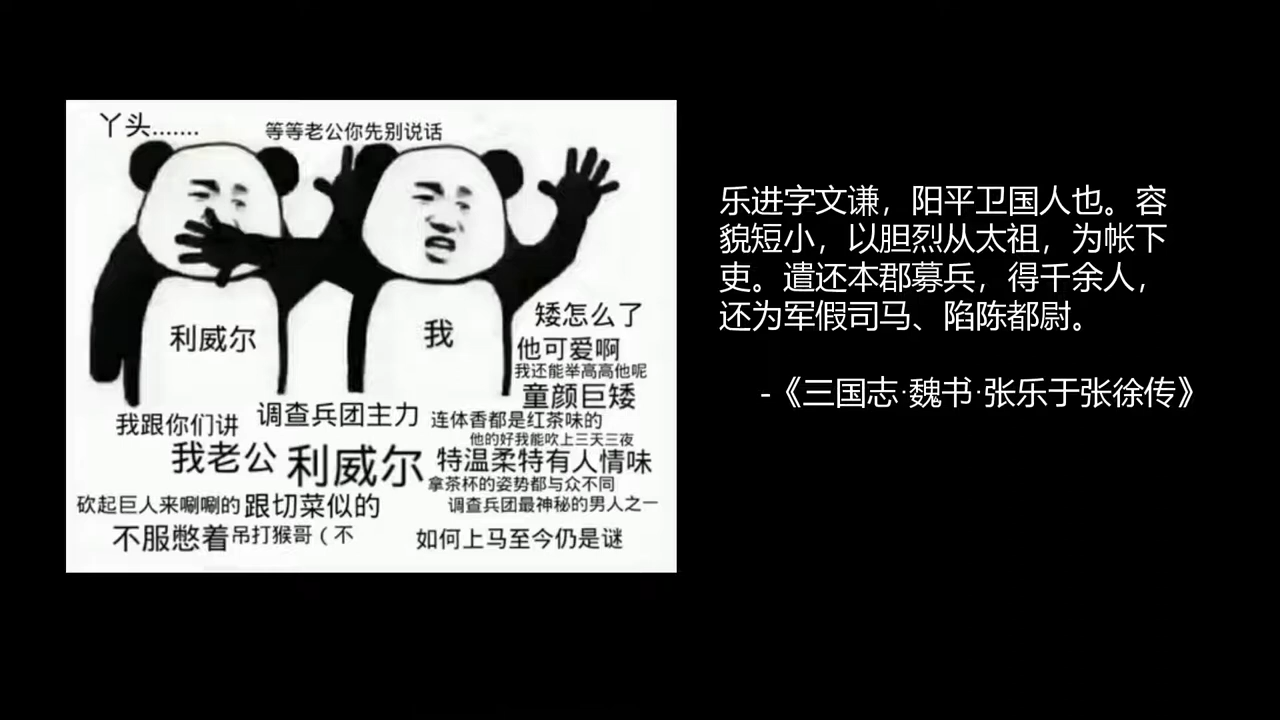 丫头.......
等等老公你先别说话
利威尔
我
矮怎么了
他可爱啊
我还能举高高他呢
童颜巨矮
我跟你们讲
调查兵团主力
连体香都是红茶味的
他的好我能吹上三天三夜
我老公
利威尔
特温柔特有人情味
拿茶杯的姿势都与众不同
砍起巨人来唰唰的
跟切菜似的
调查兵团最神秘的男人之一
不服憋着
吊打猴哥（不
如何上马至今仍是谜
乐进字文谦，阳平卫国人也。容
貌短小，以胆烈从太祖，为帐下
吏。遣还本郡募兵，得千余人，
还为军假司马、陷陈都尉。
-《三国志·魏书·张乐于张徐传》